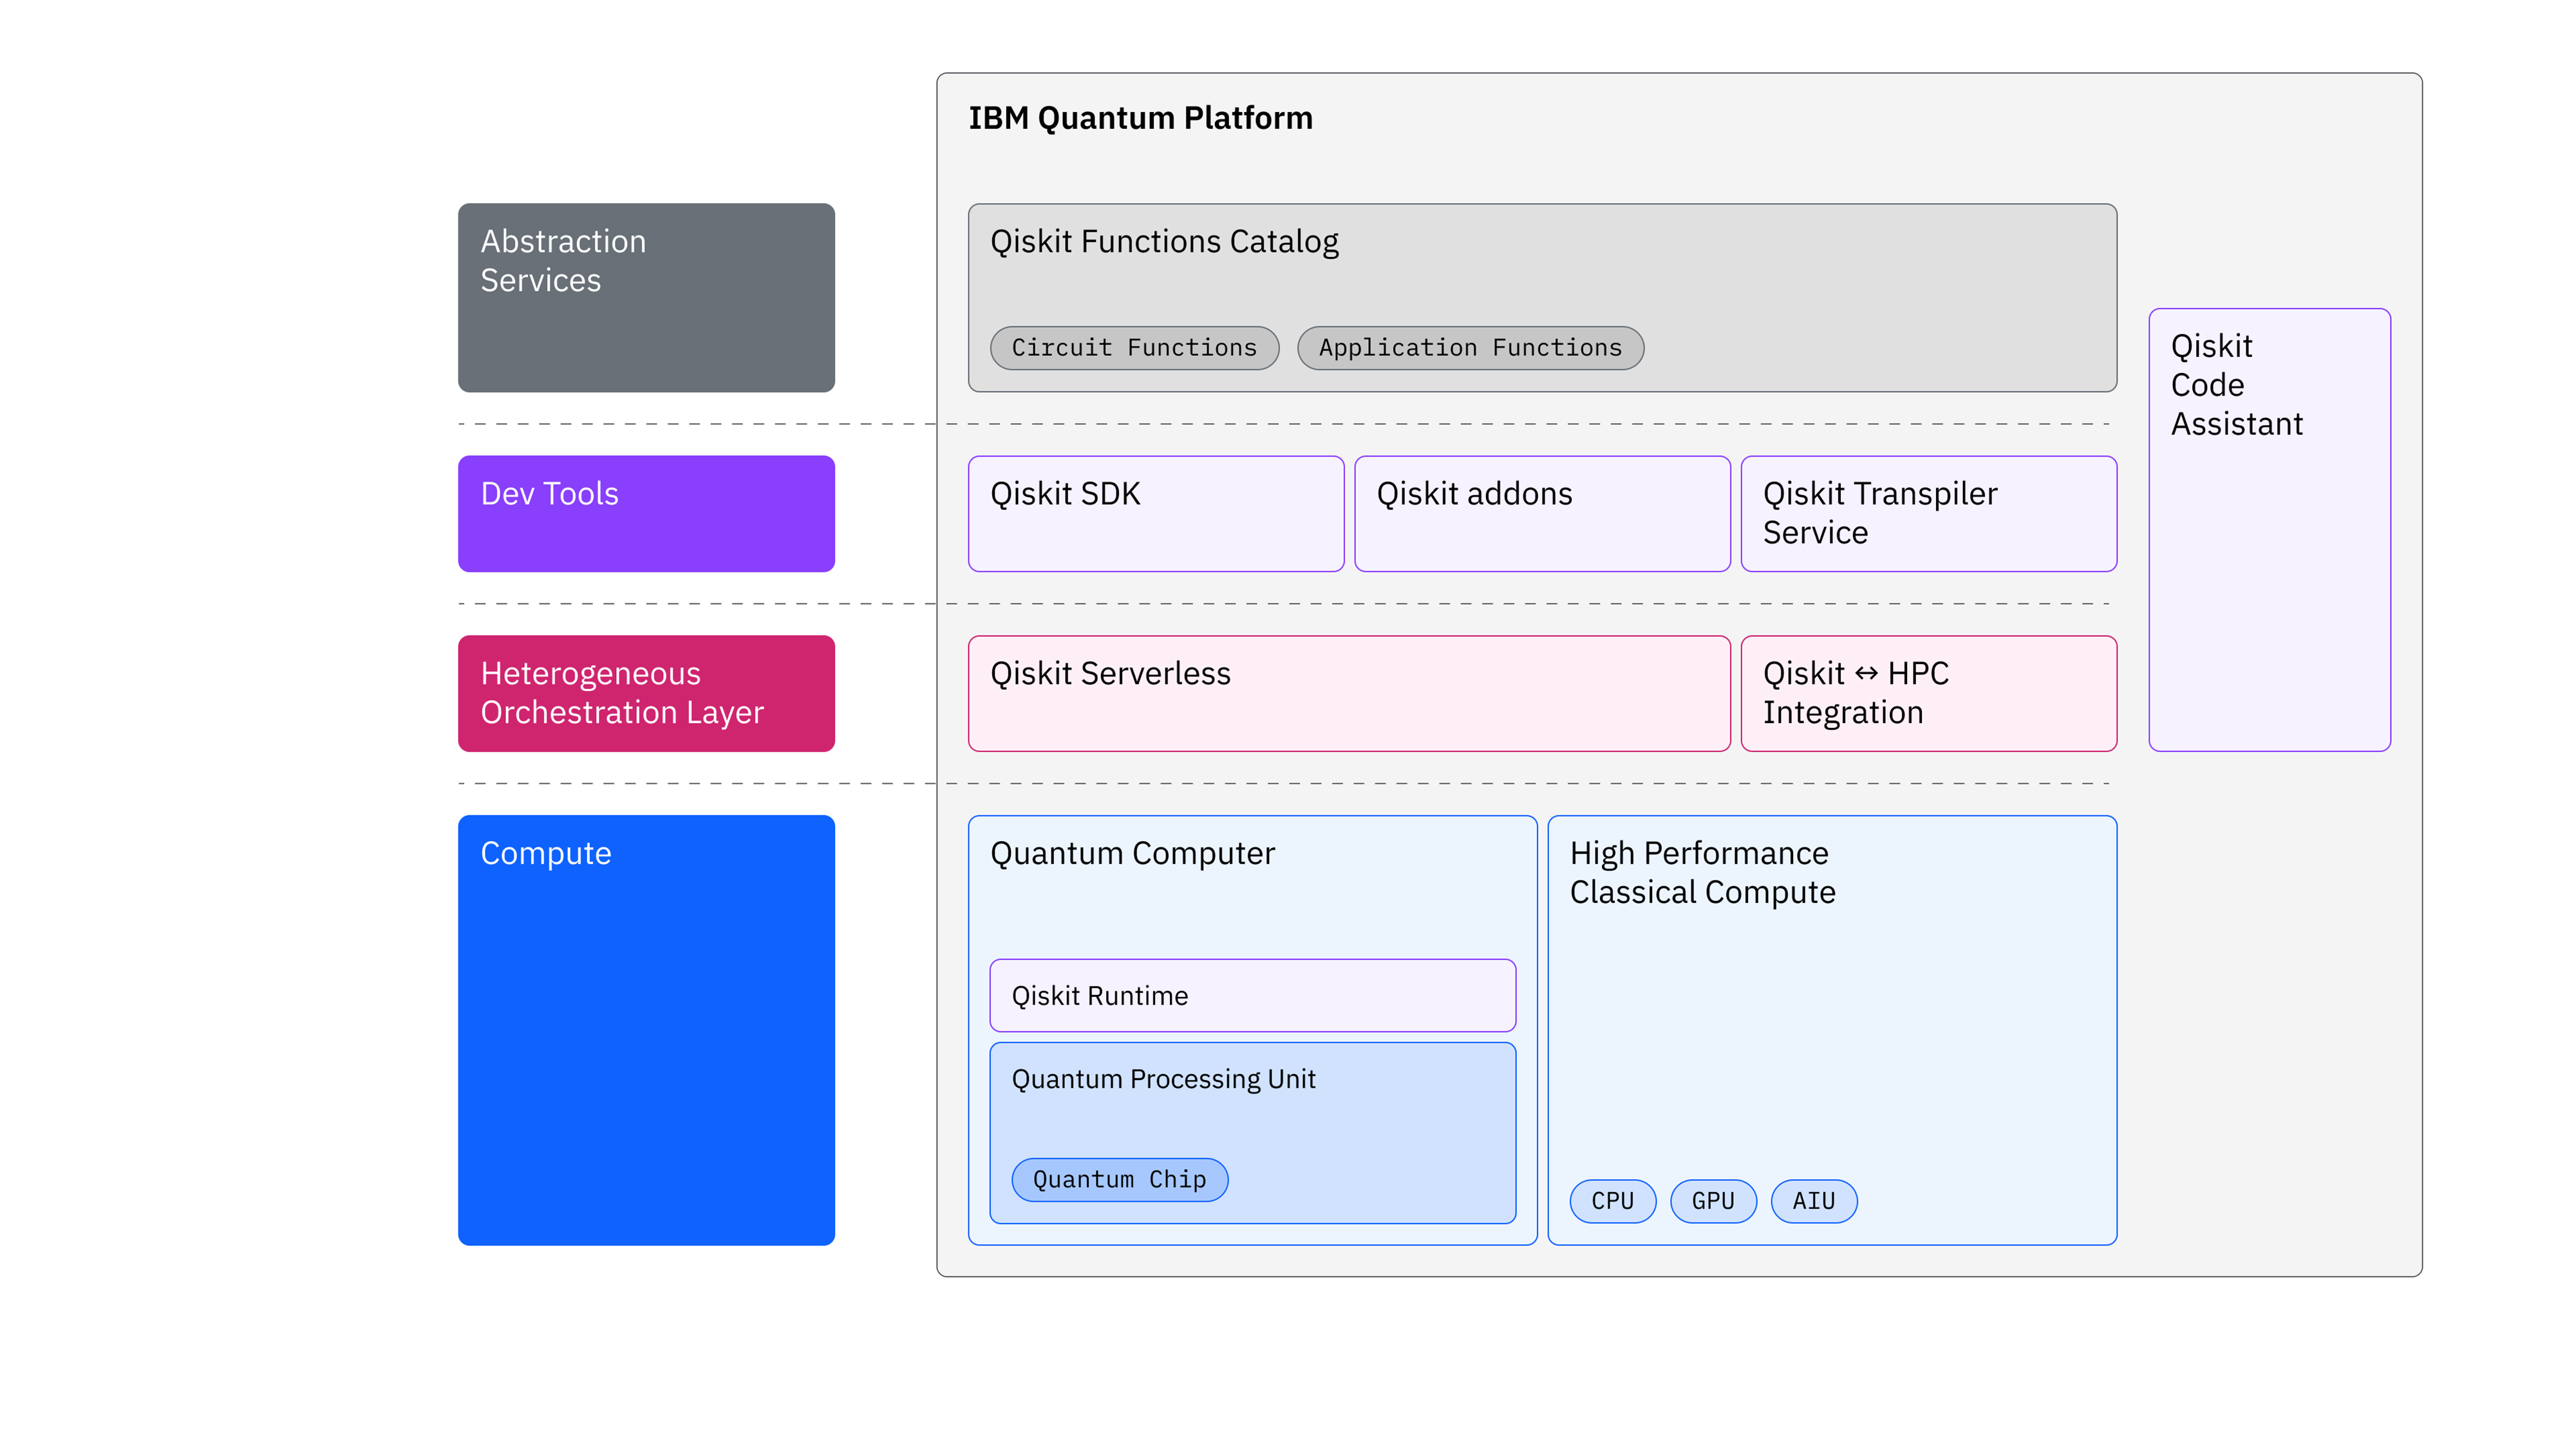 IBM Quantum Platform
Abstraction
Services
Qiskit Functions Catalog
Circuit Functions
Application Functions
Qiskit
Code
Assistant
Dev Tools
Qiskit SDK
Qiskit addons
Qiskit Transpiler
Service
Heterogeneous
Orchestration Layer
Qiskit Serverless
Qiskit ↔ HPC
Integration
Compute
Quantum Computer
Qiskit Runtime
Quantum Processing Unit
Quantum Chip
High Performance
Classical Compute
CPU
GPU
AIU